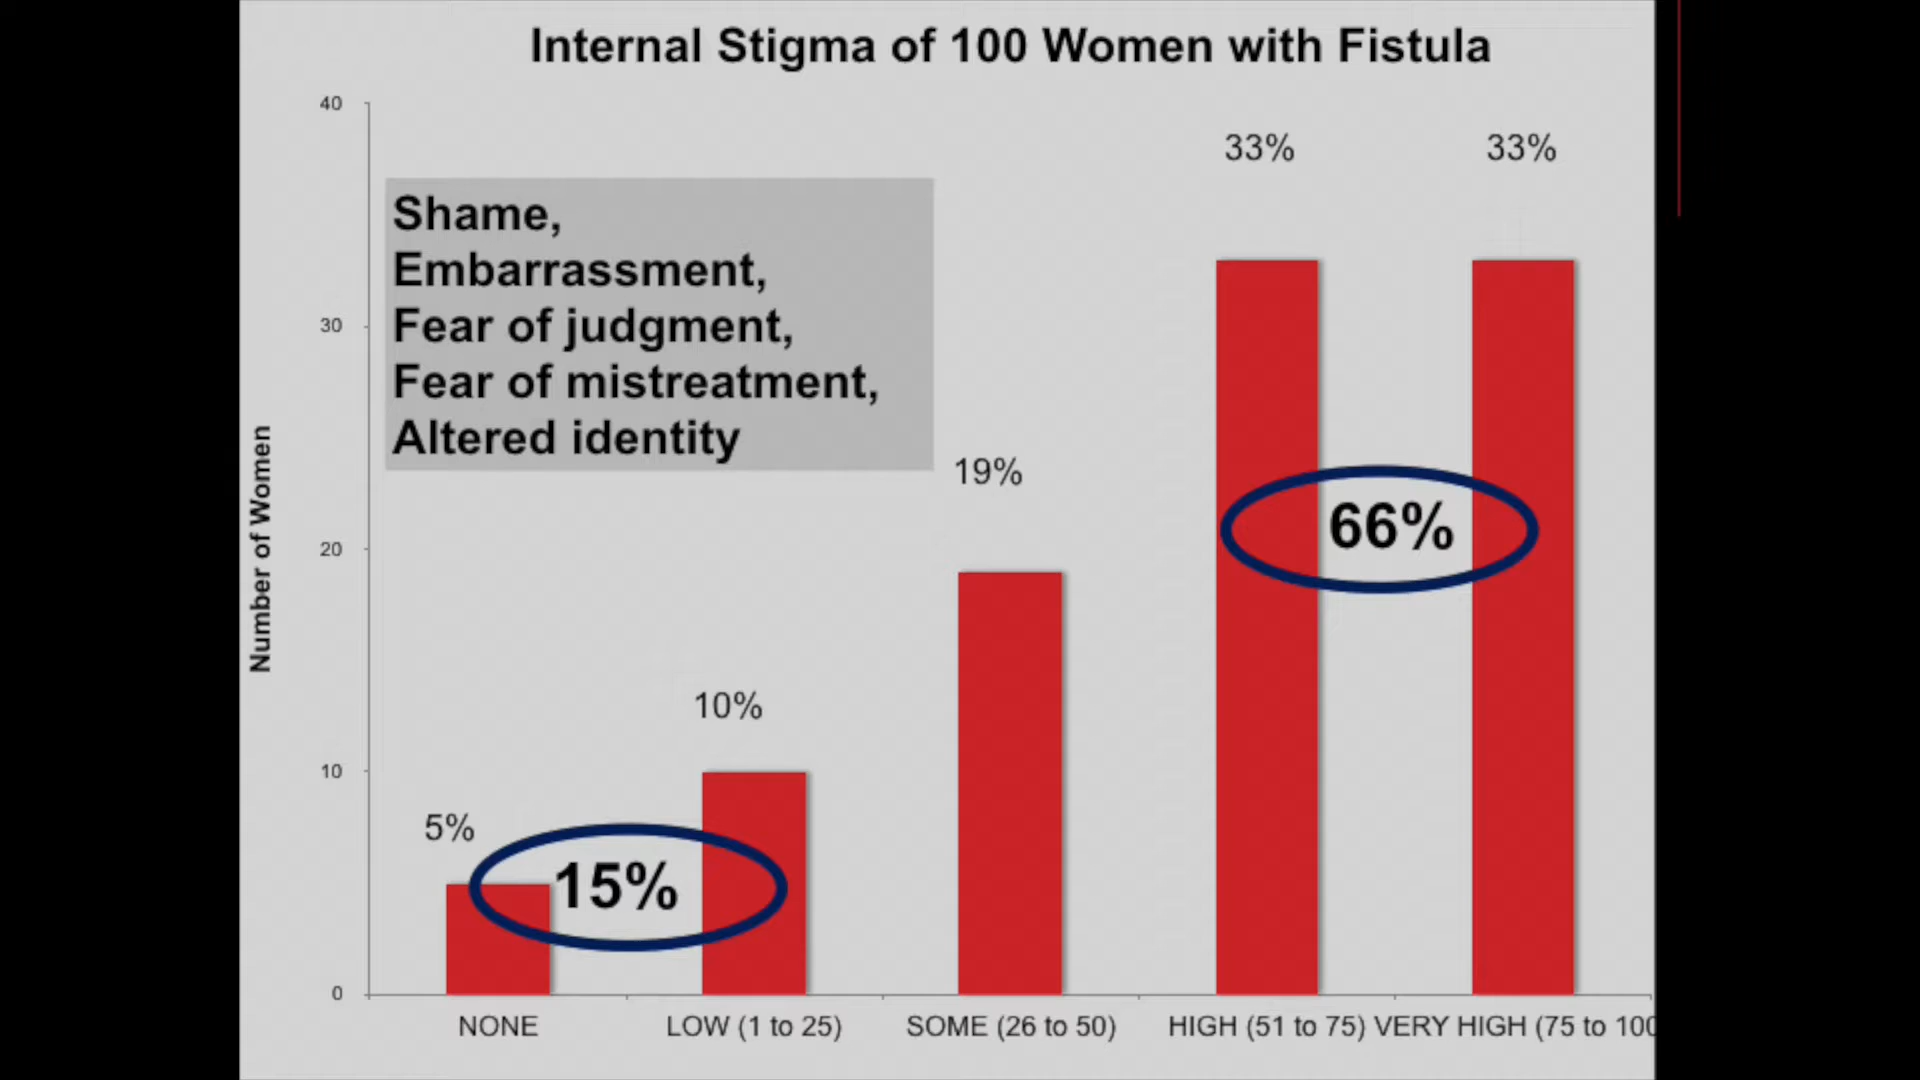 Internal Stigma of 100 Women with Fistula
40
30
20
10
0
Number of Women
Shame,
Embarrassment,
Fear of judgment,
Fear of mistreatment,
Altered identity
5%
10%
19%
33%
33%
15%
66%
NONE
LOW (1 to 25)
SOME (26 to 50)
HIGH (51 to 75)
VERY HIGH (75 to 100